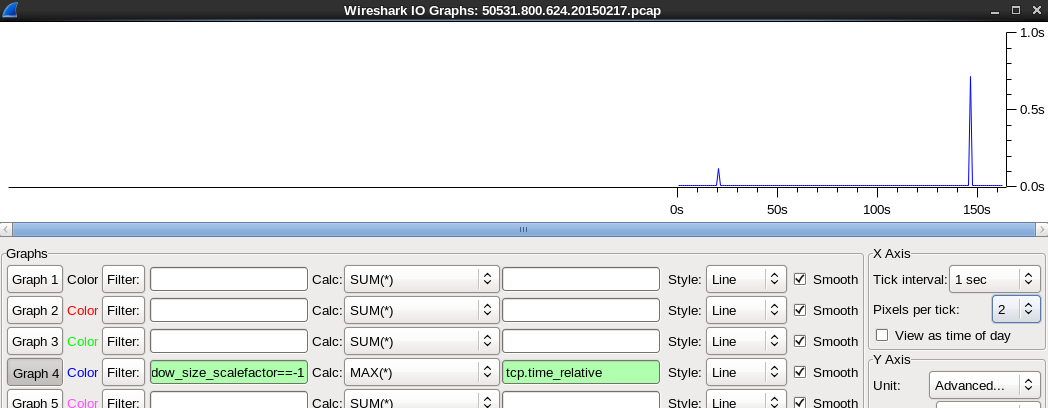 Wireshark IO Graphs: 50531.800.624.20150217.pcap
1.0s
0.5s
0.0s
0s 50s 100s 150s
Graphs
Graph 1 Color Filter: Calc: SUM(*) Style: Line Smooth
Graph 2 Color Filter: Calc: SUM(*) Style: Line Smooth
Graph 3 Color Filter: Calc: SUM(*) Style: Line Smooth
Graph 4 Color Filter: dow_size_scalefactor==-1 Calc: MAX(*) tcp.time_relative Style: Line Smooth
Graph 5 Color Filter: Calc: SUM(*) Style: Line Smooth
X Axis
Tick interval: 1 sec
Pixels per tick: 2
View as time of day
Y Axis
Unit: Advanced...